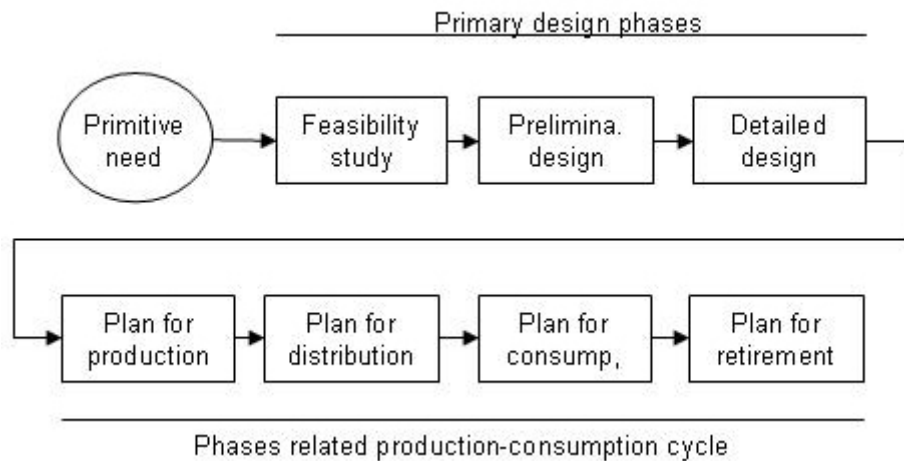 Primary design phases
Primitive
need
Feasibility
study
Prelimina.
design
Detailed
design
Plan for
production
Plan for
distribution
Plan for
consump,
Plan for
retirement
Phases related production-consumption cycle